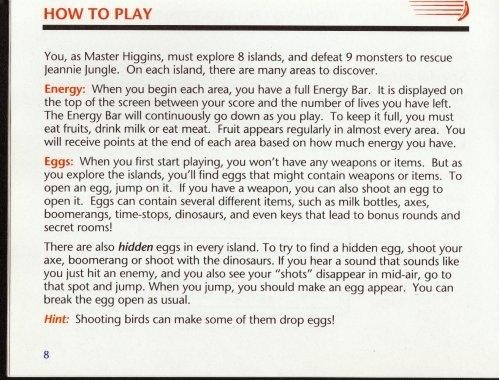 HOW TO PLAY
You, as Master Higgins, must explore 8 islands, and defeat 9 monsters to rescue
Jeannie Jungle. On each island, there are many areas to discover.
Energy: When you begin each area, you have a full Energy Bar. It is displayed on
the top of the screen between your score and the number of lives you have left.
The Energy Bar will continuously go down as you play. To keep it full, you must
eat fruits, drink milk or eat meat. Fruit appears regularly in almost every area. You
will receive points at the end of each area based on how much energy you have.
Eggs: When you first start playing, you won't have any weapons or items. But as
you explore the islands, you'll find eggs that might contain weapons or items. To
open an egg, jump on it. If you have a weapon, you can also shoot an egg to
open it. Eggs can contain several different items, such as milk bottles, axes,
boomerangs, time-stops, dinosaurs, and even keys that lead to bonus rounds and
secret rooms!
There are also hidden eggs in every island. To try to find a hidden egg, shoot your
axe, boomerang or shoot with the dinosaurs. If you hear a sound that sounds like
you just hit an enemy, and you also see your "shots" disappear in mid-air, go to
that spot and jump. When you jump, you should make an egg appear. You can
break the egg open as usual.
Hint: Shooting birds can make some of them drop eggs!
8